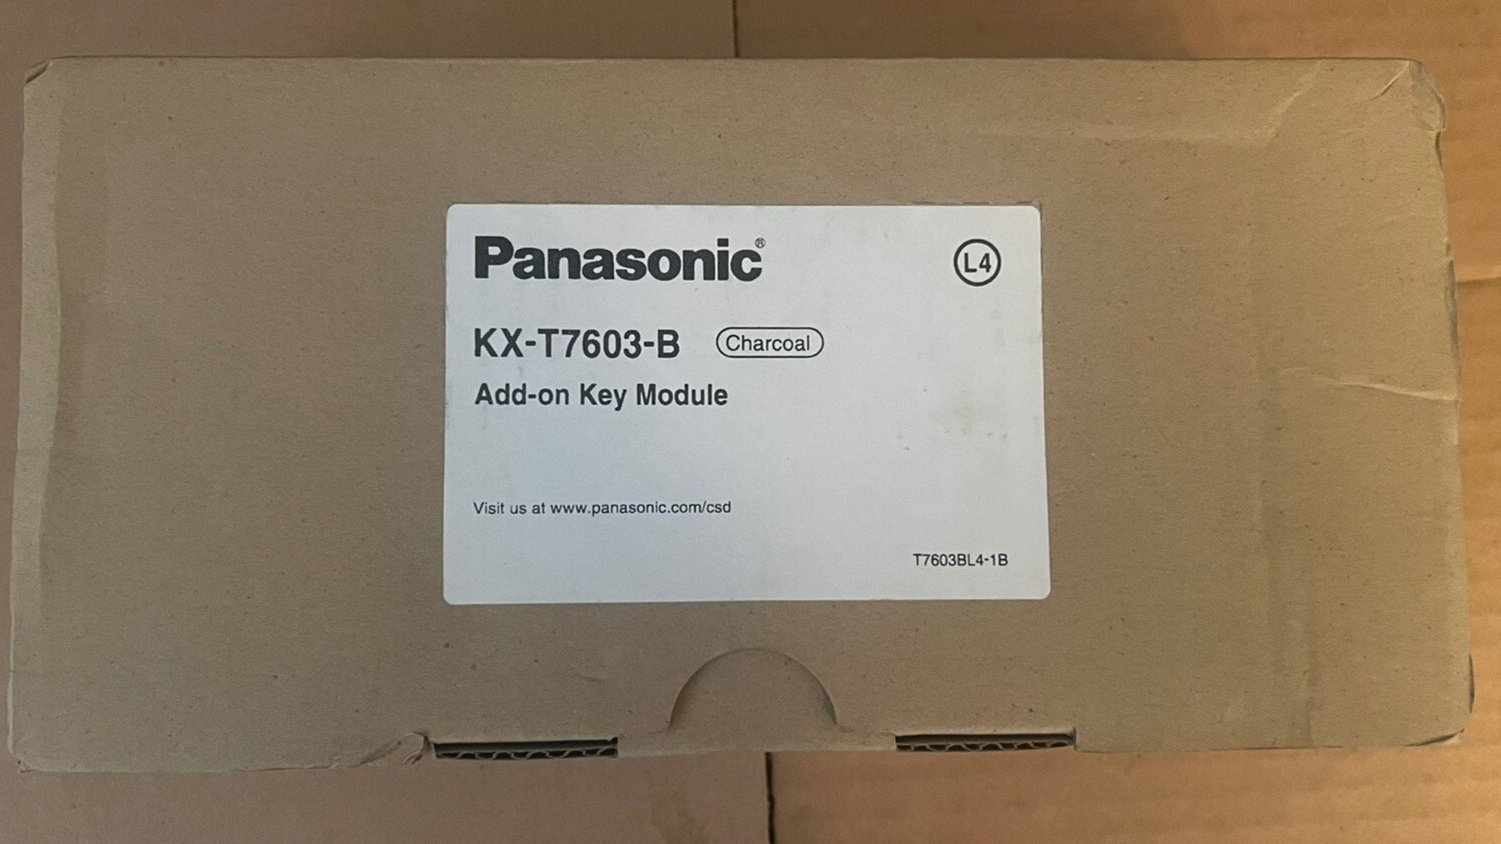 Panasonic®
L4
KX-T7603-B Charcoal
Add-on Key Module
Visit us at www.panasonic.com/csd
T7603BL4-1B